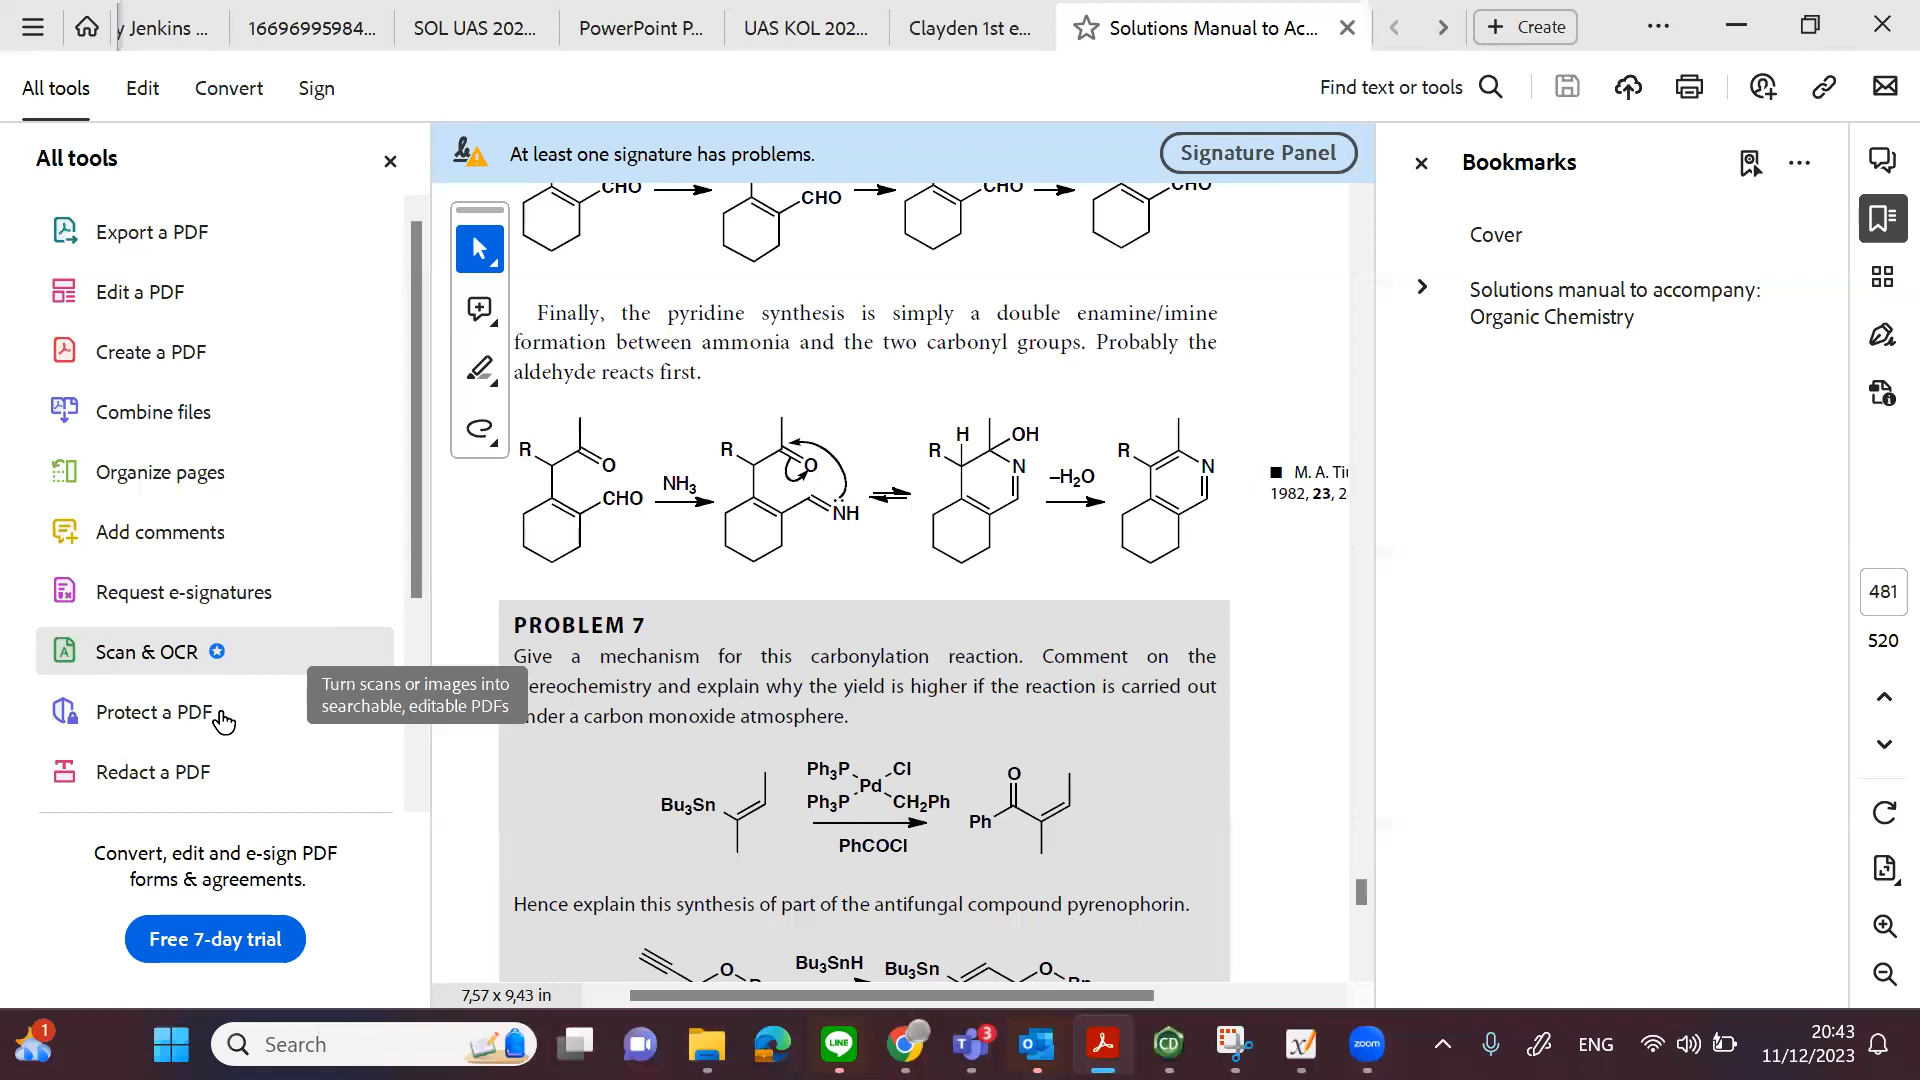 y Jenkins ...
16696995984...
SOL UAS 202...
PowerPoint P...
UAS KOL 202...
Clayden 1st e...
Solutions Manual to Ac...
Create
All tools
Edit
Convert
Sign
Find text or tools
All tools
Export a PDF
Edit a PDF
Create a PDF
Combine files
Organize pages
Add comments
Request e-signatures
Scan & OCR
Turn scans or images into
searchable, editable PDFs
Protect a PDF
Redact a PDF
Convert, edit and e-sign PDF
forms & agreements.
Free 7-day trial
At least one signature has problems.
Signature Panel
CHO
CHO
CHO
CHO
Finally, the pyridine synthesis is simply a double enamine/imine
formation between ammonia and the two carbonyl groups. Probably the
aldehyde reacts first.
R
O
CHO
NH₃
R
O
NH
R
H
OH
N
–H₂O
R
N
■ M. A. Ti
1982, 23, 2
PROBLEM 7
Give a mechanism for this carbonylation reaction. Comment on the
ereochemistry and explain why the yield is higher if the reaction is carried out
nder a carbon monoxide atmosphere.
Bu₃Sn
Ph₃P
Cl
Pd
Ph₃P
CH₂Ph
PhCOCl
O
Ph
Hence explain this synthesis of part of the antifungal compound pyrenophorin.
O
Bu₃SnH
Bu₃Sn
O
7,57 x 9,43 in
Bookmarks
Cover
Solutions manual to accompany:
Organic Chemistry
481
520
1
Search
LINE
3
CD
zoom
ENG
20:43
11/12/2023